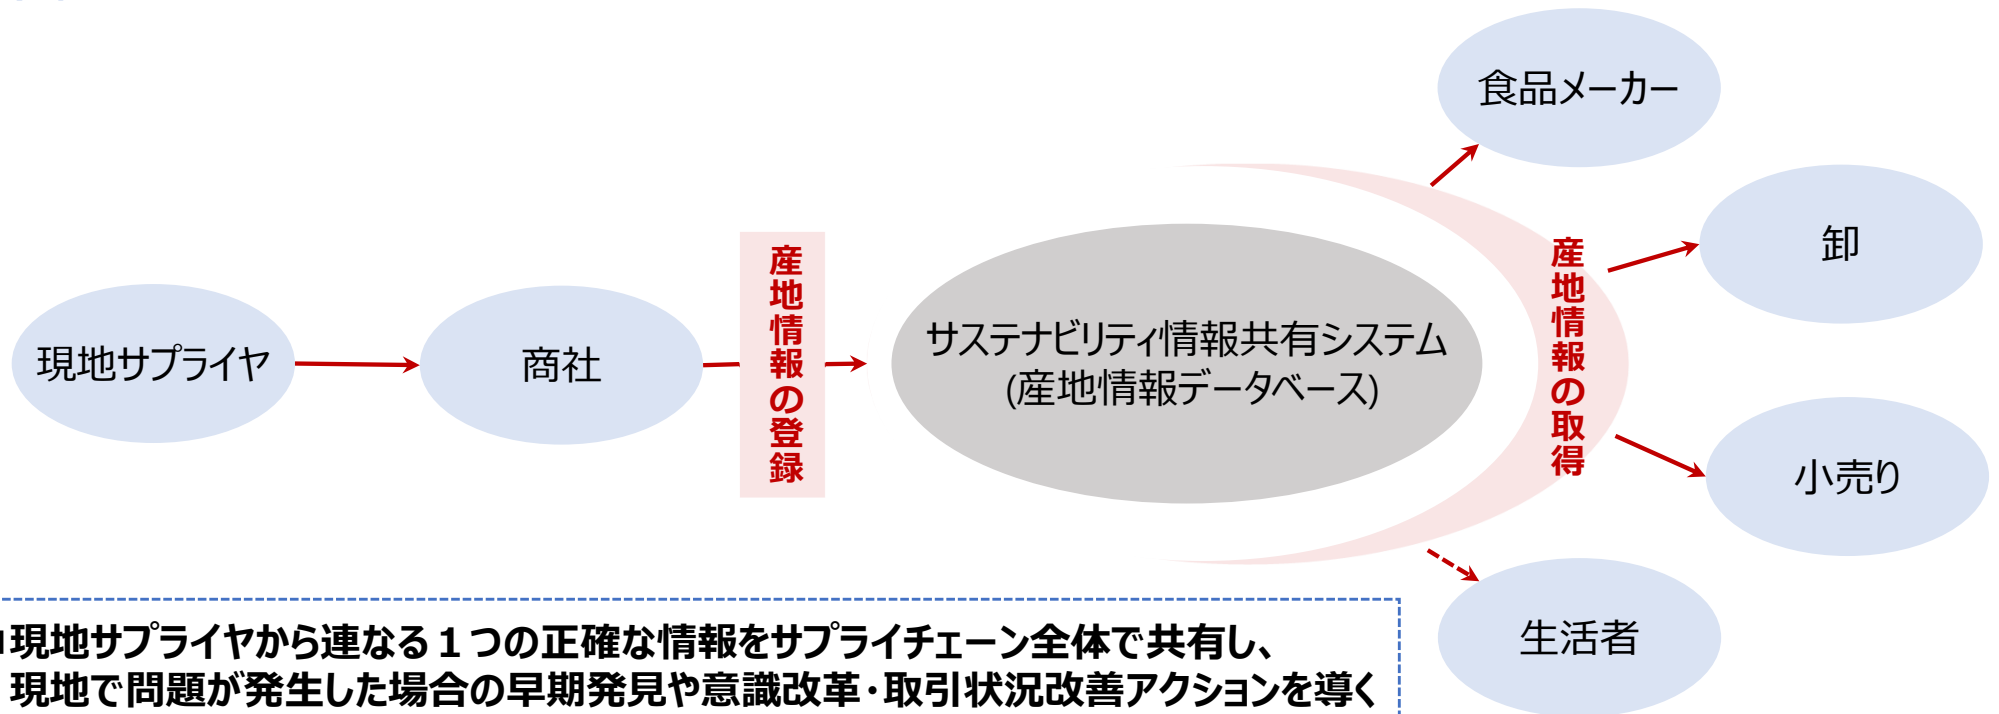 食品メーカー
卸
産地情報の登録
産地情報の取得
現地サプライヤ
商社
サステナビリティ情報共有システム
(産地情報データベース)
小売り
生活者
現地サプライヤから連なる１つの正確な情報をサプライチェーン全体で共有し、
現地で問題が発生した場合の早期発見や意識改革・取引状況改善アクションを導く